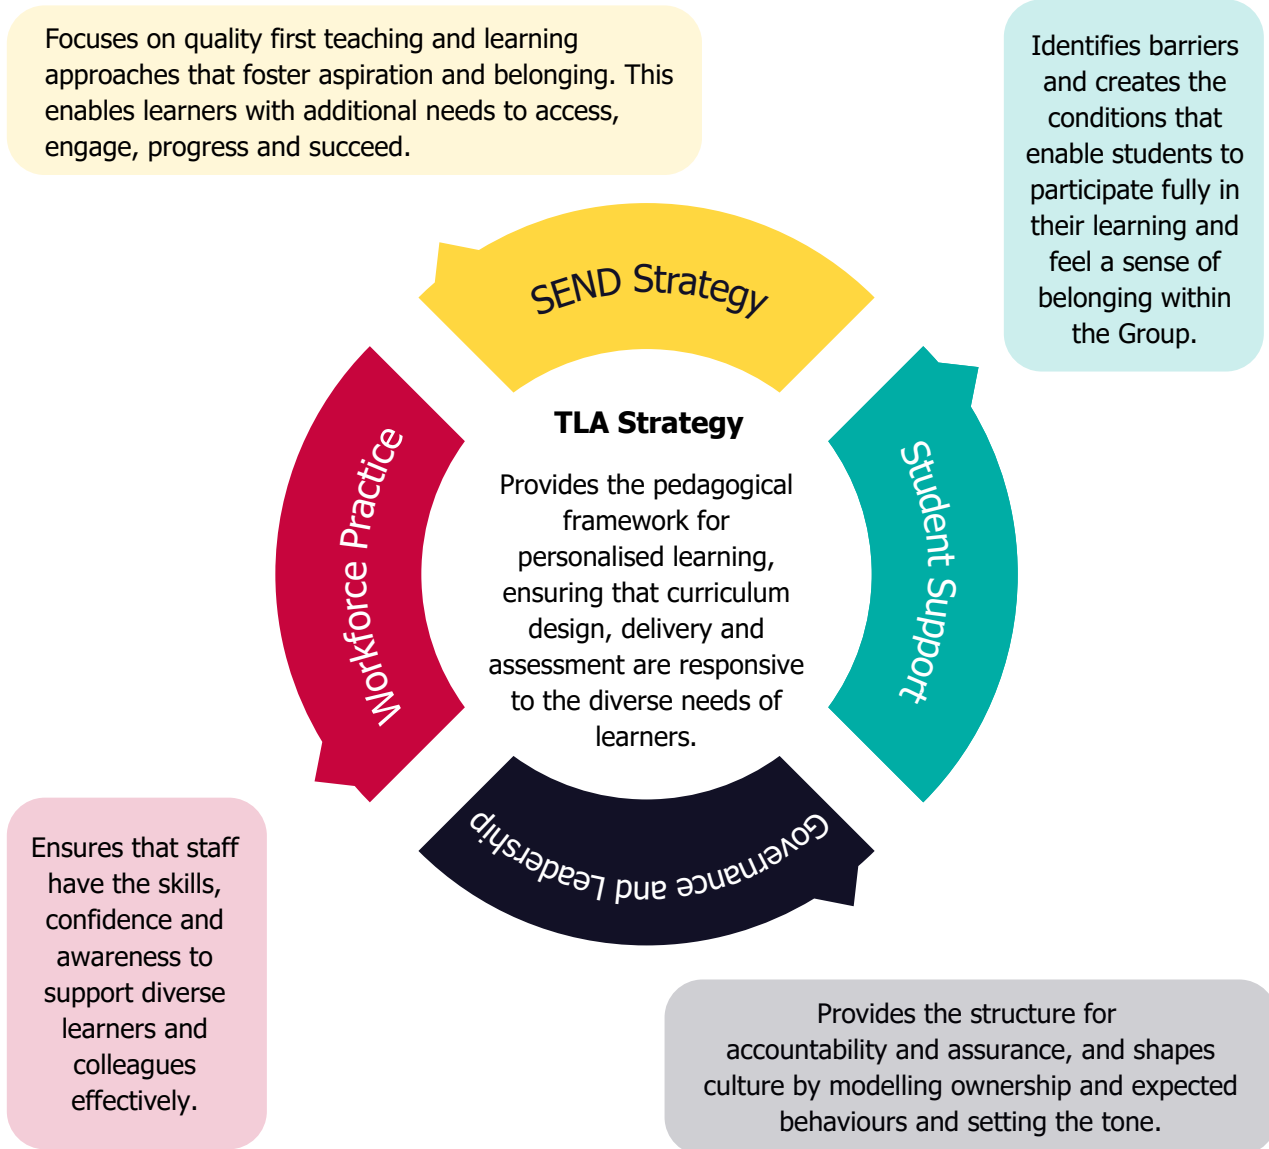 Focuses on quality first teaching and learning
approaches that foster aspiration and belonging. This
enables learners with additional needs to access,
engage, progress and succeed.
Identifies barriers
and creates the
conditions that
enable students to
participate fully in
their learning and
feel a sense of
belonging within
the Group.
SEND Strategy
Student Support
Governance and Leadership
Workforce Practice
TLA Strategy
Provides the pedagogical
framework for
personalised learning,
ensuring that curriculum
design, delivery and
assessment are responsive
to the diverse needs of
learners.
Ensures that staff
have the skills,
confidence and
awareness to
support diverse
learners and
colleagues
effectively.
Provides the structure for
accountability and assurance, and shapes
culture by modelling ownership and expected
behaviours and setting the tone.